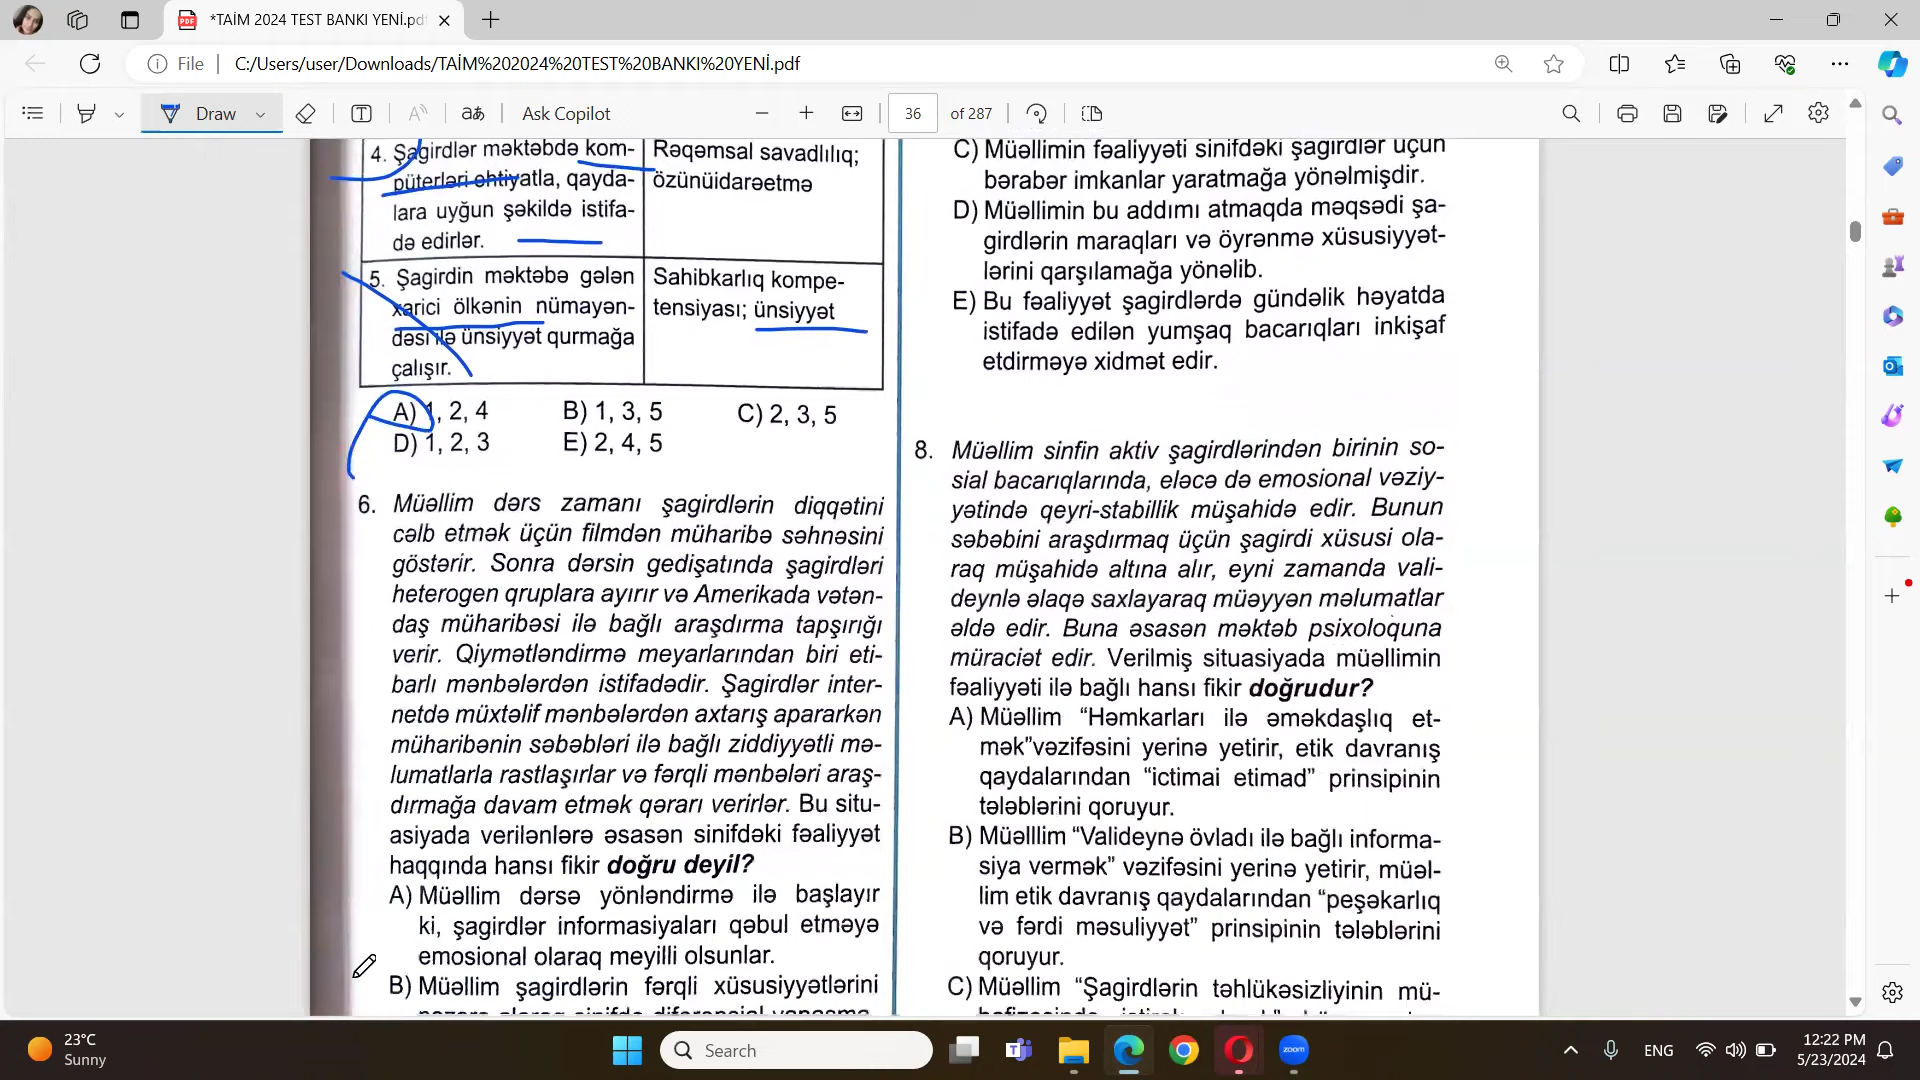 *TAİM 2024 TEST BANKI YENİ.pdf
File
C:/Users/user/Downloads/TAİM%202024%20TEST%20BANKI%20YENİ.pdf
Draw
aあ
Ask Copilot
36
of 287
4. Şagirdlər məktəbdə kom-
püterləri ehtiyatla, qayda-
lara uyğun şəkildə istifa-
də edirlər.
Rəqəmsal savadlılıq;
özünüidarəetmə
5. Şagirdin məktəbə gələn
xarici ölkənin nümayən-
dəsi ilə ünsiyyət qurmağa
çalışır.
Sahibkarlıq kompe-
tensiyası; ünsiyyət
A) 1, 2, 4
B) 1, 3, 5
C) 2, 3, 5
D) 1, 2, 3
E) 2, 4, 5
6. Müəllim dərs zamanı şagirdlərin diqqətini
cəlb etmək üçün filmdən müharibə səhnəsini
göstərir. Sonra dərsin gedişatında şagirdləri
heterogen qruplara ayırır və Amerikada vətən-
daş müharibəsi ilə bağlı araşdırma tapşırığı
verir. Qiymətləndirmə meyarlarından biri eti-
barlı mənbələrdən istifadədir. Şagirdlər inter-
netdə müxtəlif mənbələrdən axtarış apararkən
müharibənin səbəbləri ilə bağlı ziddiyyətli mə-
lumatlarla rastlaşırlar və fərqli mənbələri araş-
dırmağa davam etmək qərarı verirlər. Bu situ-
asiyada verilənlərə əsasən sinifdəki fəaliyyət
haqqında hansı fikir doğru deyil?
A) Müəllim dərsə yönləndirmə ilə başlayır
ki, şagirdlər informasiyaları qəbul etməyə
emosional olaraq meyilli olsunlar.
B) Müəllim şagirdlərin fərqli xüsusiyyətlərini
C) Müəllimin fəaliyyəti sinifdəki şagirdlər üçün
bərabər imkanlar yaratmağa yönəlmişdir.
D) Müəllimin bu addımı atmaqda məqsədi şa-
girdlərin maraqları və öyrənmə xüsusiyyət-
lərini qarşılamağa yönəlib.
E) Bu fəaliyyət şagirdlərdə gündəlik həyatda
istifadə edilən yumşaq bacarıqları inkişaf
etdirməyə xidmət edir.
8. Müəllim sinfin aktiv şagirdlərindən birinin so-
sial bacarıqlarında, eləcə də emosional vəziy-
yətində qeyri-stabillik müşahidə edir. Bunun
səbəbini araşdırmaq üçün şagirdi xüsusi ola-
raq müşahidə altına alır, eyni zamanda vali-
deynlə əlaqə saxlayaraq müəyyən məlumatlar
əldə edir. Buna əsasən məktəb psixoloquna
müraciət edir. Verilmiş situasiyada müəllimin
fəaliyyəti ilə bağlı hansı fikir doğrudur?
A) Müəllim “Həmkarları ilə əməkdaşlıq et-
mək”vəzifəsini yerinə yetirir, etik davranış
qaydalarından “ictimai etimad” prinsipinin
tələblərini qoruyur.
B) Müəlllim “Valideynə övladı ilə bağlı informa-
siya vermək” vəzifəsini yerinə yetirir, müəl-
lim etik davranış qaydalarından “peşəkarlıq
və fərdi məsuliyyət” prinsipinin tələblərini
qoruyur.
C) Müəllim “Şagirdlərin təhlükəsizliyinin mü-
23°C
Sunny
Search
zoom
ENG
12:22 PM
5/23/2024